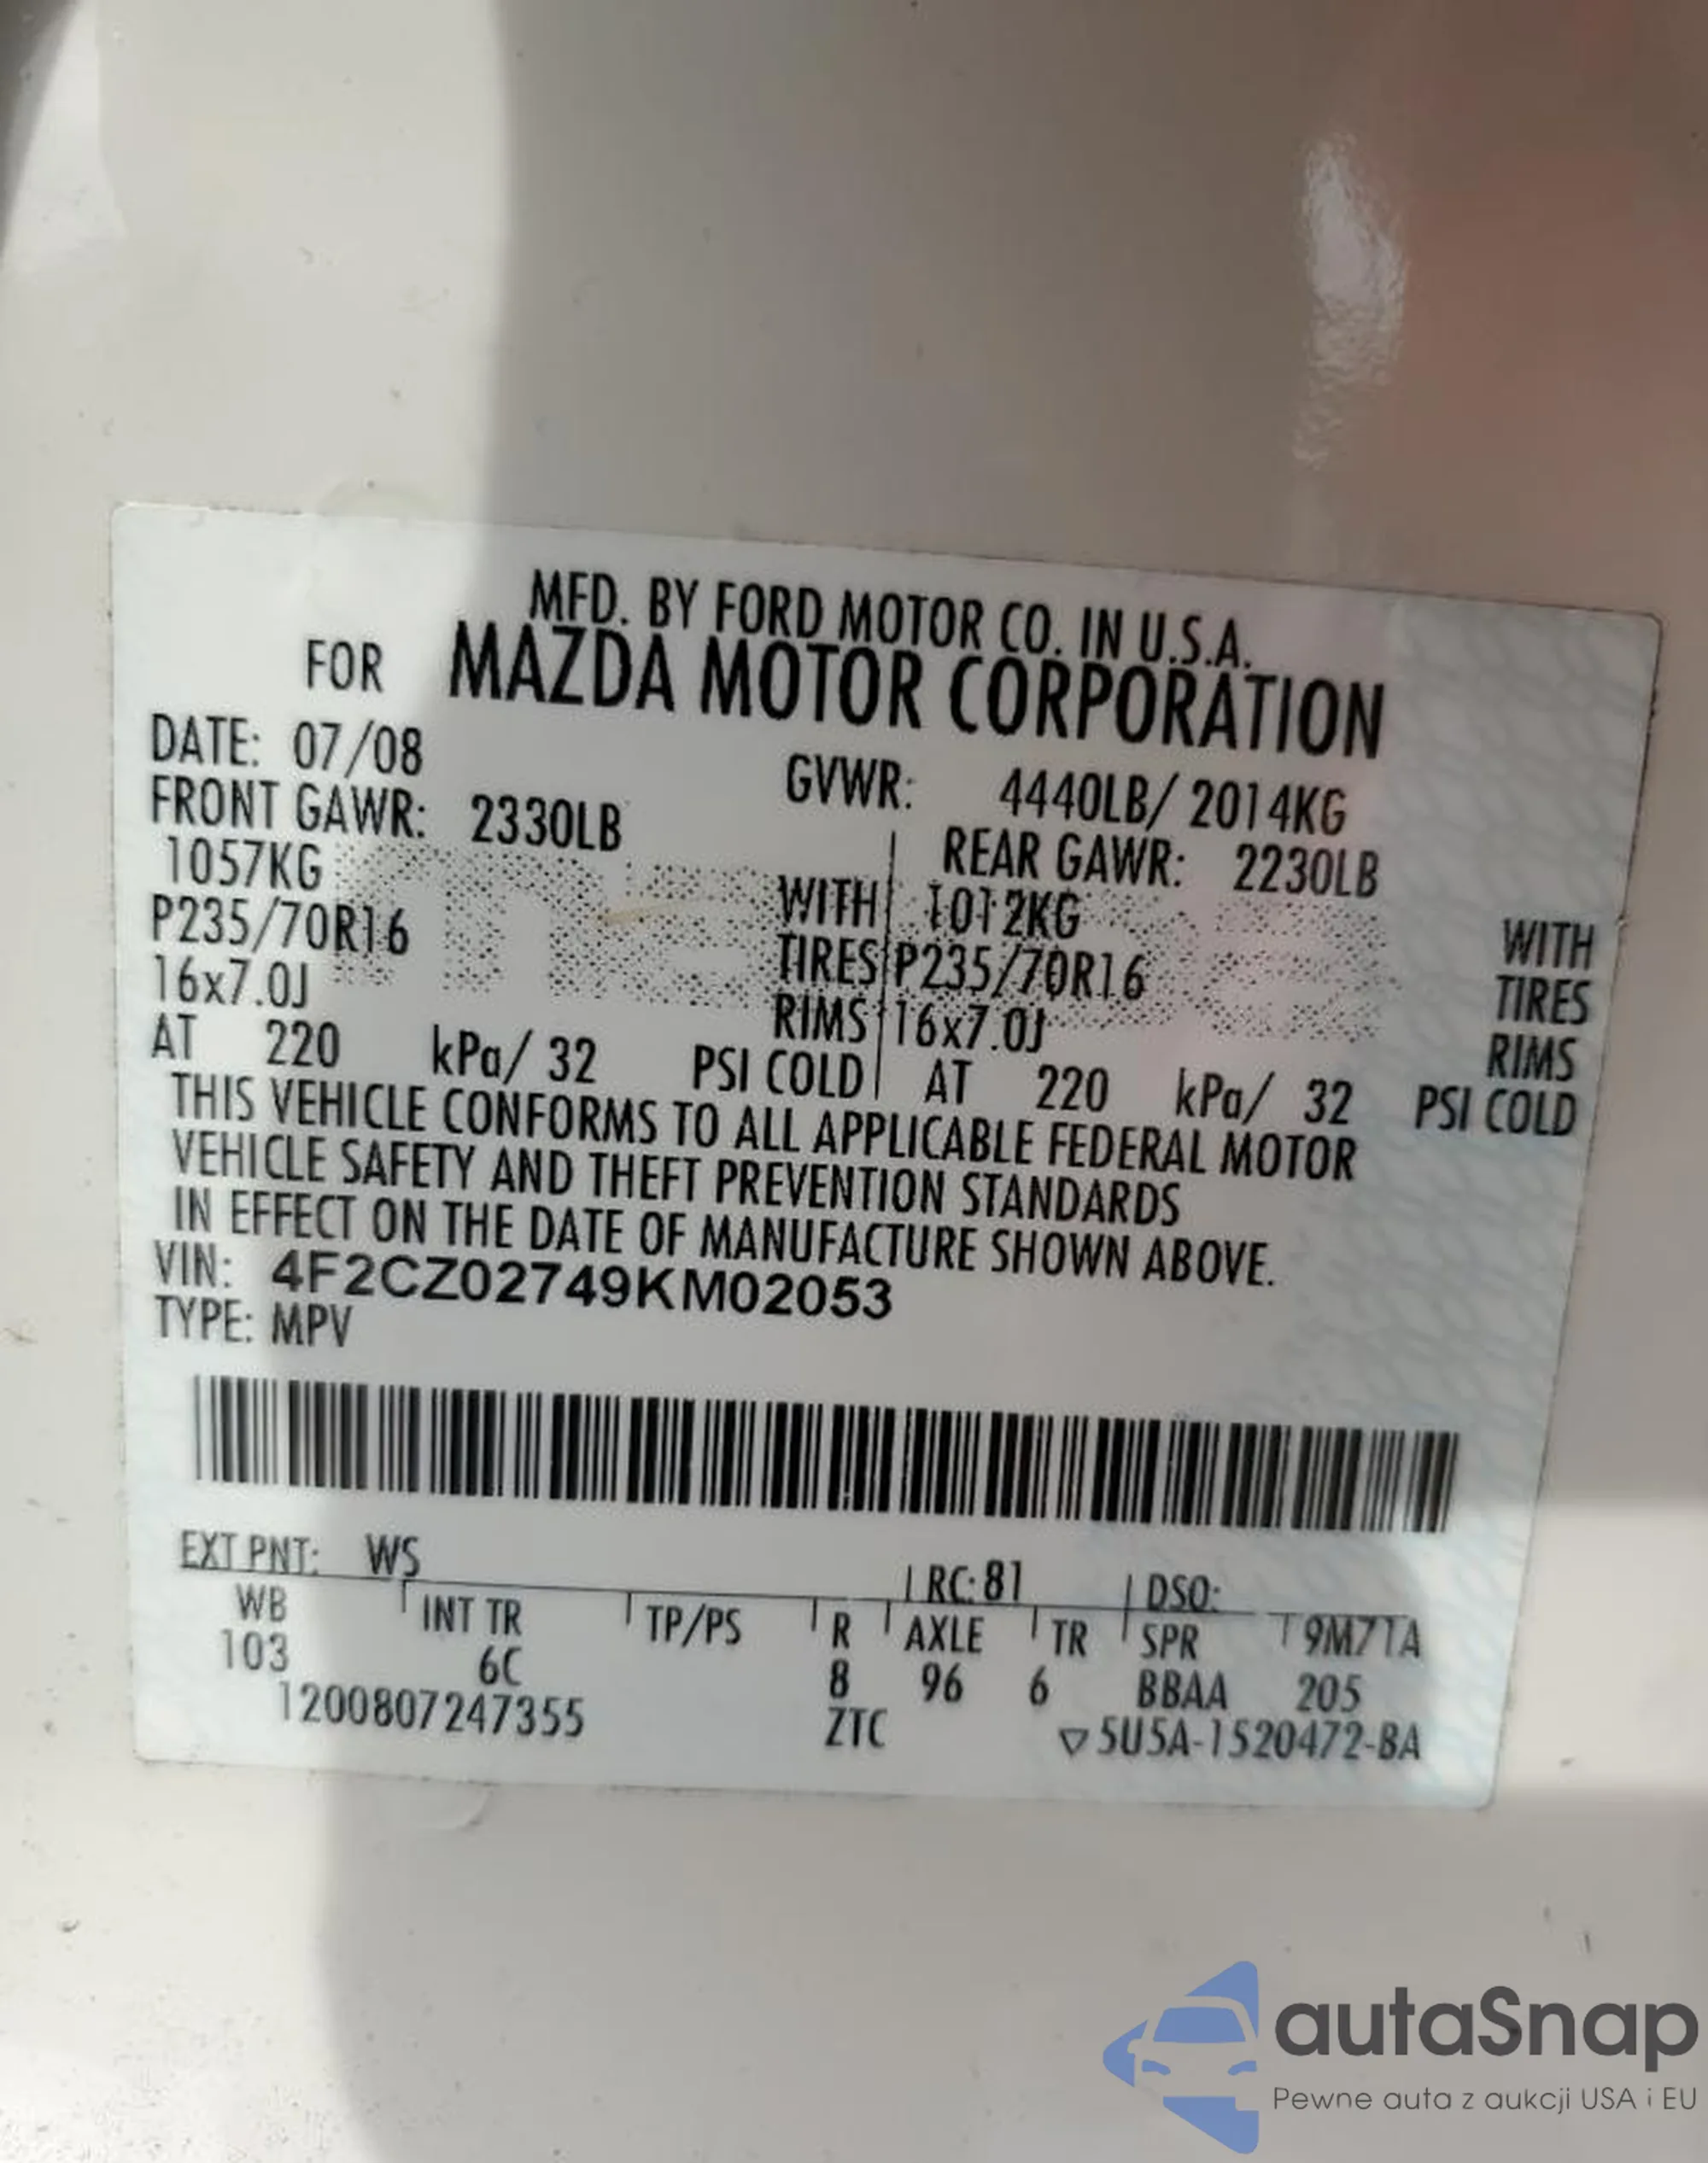 MFD. BY FORD MOTOR CO. IN U.S.A.
FOR MAZDA MOTOR CORPORATION
DATE: 07/08 GVWR: 4440LB/ 2014KG
FRONT GAWR: 2330LB REAR GAWR: 2230LB
1057KG WITH 1012KG WITH
P235/70R16 TIRES P235/70R16 TIRES
16x7.0J RIMS 16x7.0J RIMS
AT 220 kPa/ 32 PSI COLD AT 220 kPa/ 32 PSI COLD
THIS VEHICLE CONFORMS TO ALL APPLICABLE FEDERAL MOTOR
VEHICLE SAFETY AND THEFT PREVENTION STANDARDS
IN EFFECT ON THE DATE OF MANUFACTURE SHOWN ABOVE.
VIN: 4F2CZ02749KM02053
TYPE: MPV
EXT PNT: WS RC: 81 DSO:
WB INT TR TP/PS R AXLE TR SPR 9M7TA
103 6C 8 96 6 BBAA 205
1200807247355 ZTC ▽5U5A-1520472-BA
autaSnap
Pewne auta z aukcji USA i EU